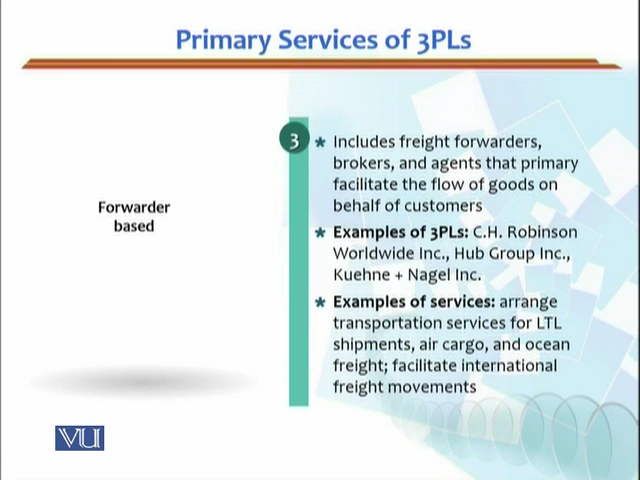 Primary Services of 3PLs
Forwarder
based
3
* Includes freight forwarders,
brokers, and agents that primary
facilitate the flow of goods on
behalf of customers
* Examples of 3PLs: C.H. Robinson
Worldwide Inc., Hub Group Inc.,
Kuehne + Nagel Inc.
* Examples of services: arrange
transportation services for LTL
shipments, air cargo, and ocean
freight; facilitate international
freight movements
VU